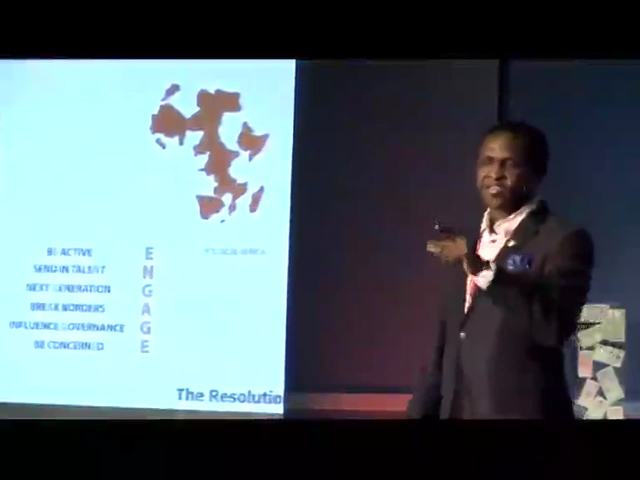 BE ACTIVE
SEND IN TALENT
NEXT GENERATION
BREAK BORDERS
INFLUENCE GOVERNANCE
BE CONCERNED
E
N
G
A
G
E
The Resolutio